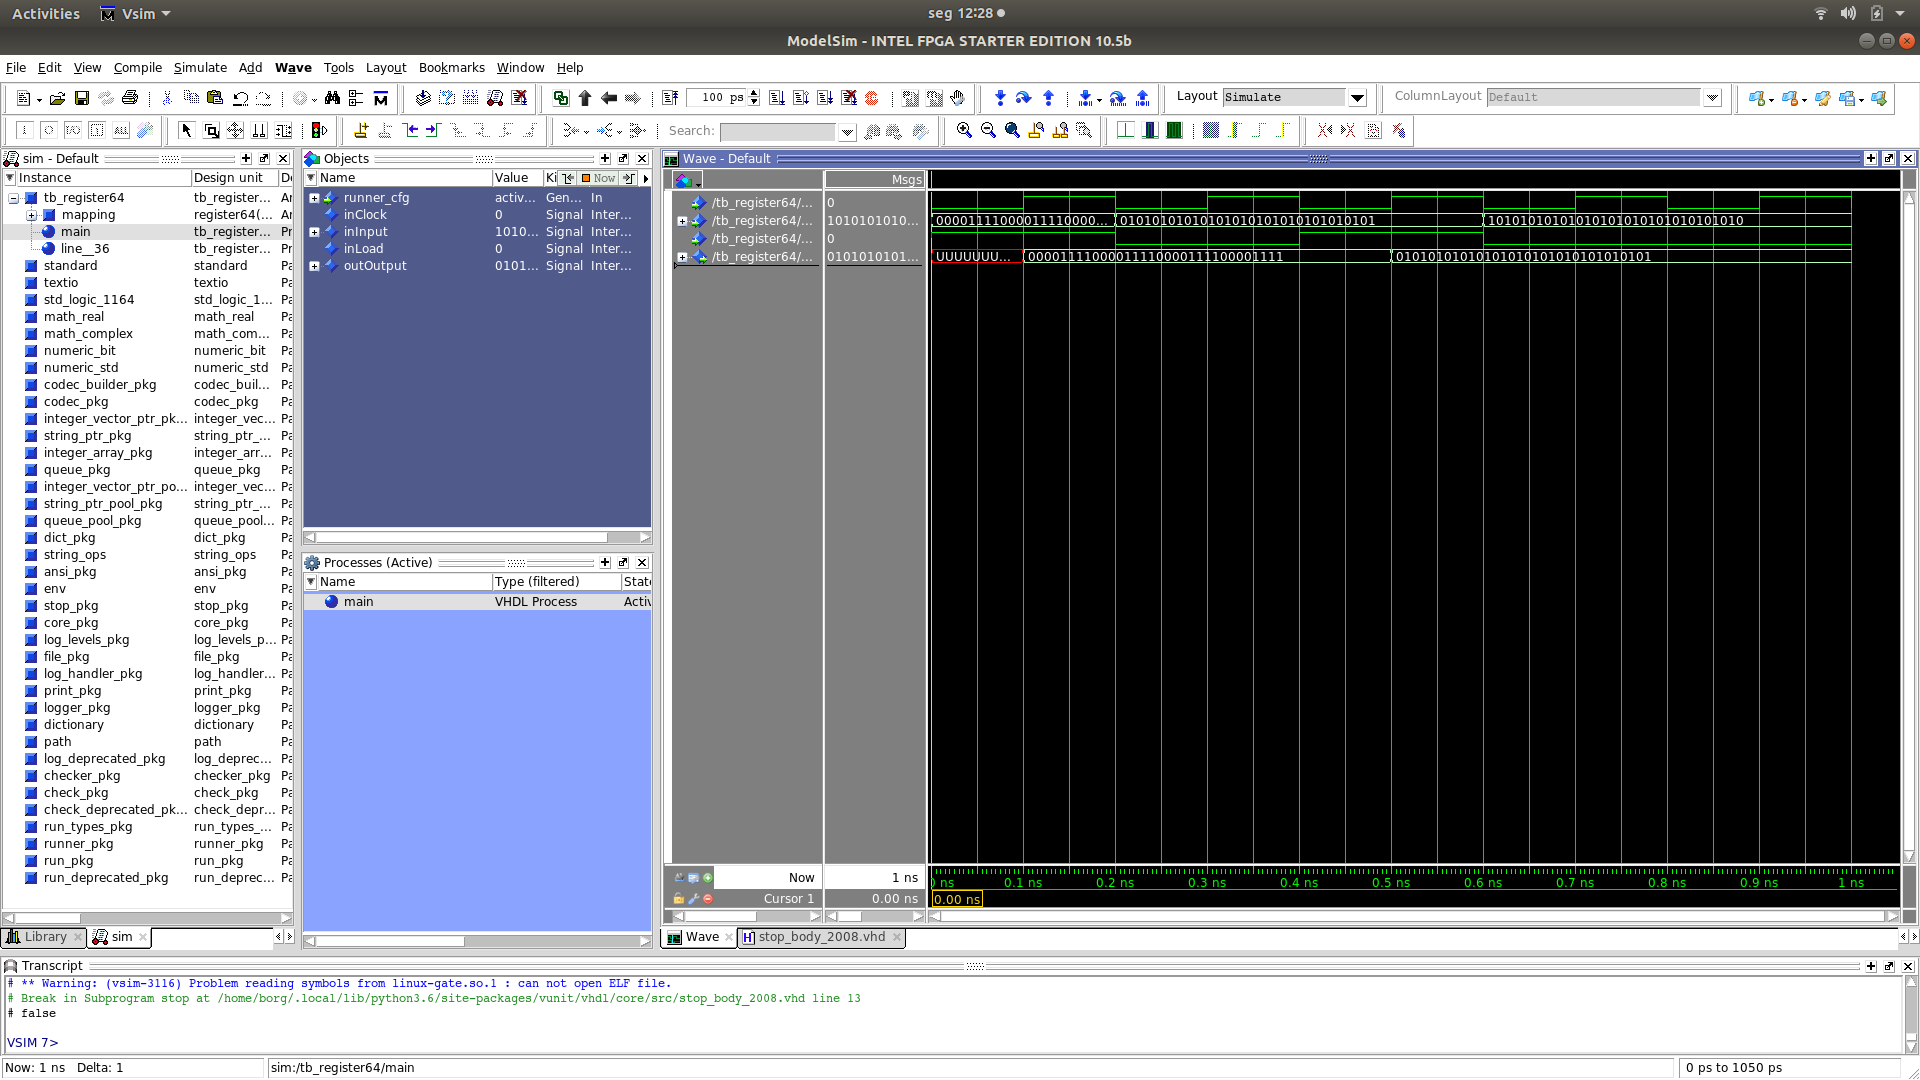 Activities Vsim seg 12:28
ModelSim - INTEL FPGA STARTER EDITION 10.5b
File Edit View Compile Simulate Add Wave Tools Layout Bookmarks Window Help
100 ps Layout Simulate ColumnLayout Default
Search:
sim - Default
Instance Design unit De
tb_register64 tb_register... Ar
mapping register64(... Ar
main tb_register... Pr
line__36 tb_register... Pr
standard standard Pa
textio textio Pa
std_logic_1164 std_logic_1... Pa
math_real math_real Pa
math_complex math_com... Pa
numeric_bit numeric_bit Pa
numeric_std numeric_std Pa
codec_builder_pkg codec_buil... Pa
codec_pkg codec_pkg Pa
integer_vector_ptr_pk... integer_vec... Pa
string_ptr_pkg string_ptr_... Pa
integer_array_pkg integer_arr... Pa
queue_pkg queue_pkg Pa
integer_vector_ptr_po... integer_vec... Pa
string_ptr_pool_pkg string_ptr_... Pa
queue_pool_pkg queue_pool... Pa
dict_pkg dict_pkg Pa
string_ops string_ops Pa
ansi_pkg ansi_pkg Pa
env env Pa
stop_pkg stop_pkg Pa
core_pkg core_pkg Pa
log_levels_pkg log_levels_p... Pa
file_pkg file_pkg Pa
log_handler_pkg log_handler... Pa
print_pkg print_pkg Pa
logger_pkg logger_pkg Pa
dictionary dictionary Pa
path path Pa
log_deprecated_pkg log_deprec... Pa
checker_pkg checker_pkg Pa
check_pkg check_pkg Pa
check_deprecated_pk... check_depr... Pa
run_types_pkg run_types_... Pa
runner_pkg runner_pkg Pa
run_pkg run_pkg Pa
run_deprecated_pkg run_deprec... Pa
Library sim
Objects
Name Value Ki Now
runner_cfg activ... Gen... In
inClock 0 Signal Inter...
inInput 1010... Signal Inter...
inLoad 0 Signal Inter...
outOutput 0101... Signal Inter...
Processes (Active)
Name Type (filtered) State
main VHDL Process Activ
Wave - Default
Msgs
/tb_register64/... 0
/tb_register64/... 1010101010... 00001111000011110000... 01010101010101010101010101010101 10101010101010101010101010101010
/tb_register64/... 0
/tb_register64/... 0101010101... UUUUUUU... 00001111000011110000111100001111 01010101010101010101010101010101
Now 1 ns 0 ns 0.1 ns 0.2 ns 0.3 ns 0.4 ns 0.5 ns 0.6 ns 0.7 ns 0.8 ns 0.9 ns 1 ns
Cursor 1 0.00 ns 0.00 ns
Wave stop_body_2008.vhd
Transcript
# ** Warning: (vsim-3116) Problem reading symbols from linux-gate.so.1 : can not open ELF file.
# Break in Subprogram stop at /home/borg/.local/lib/python3.6/site-packages/vunit/vhdl/core/src/stop_body_2008.vhd line 13
# false
VSIM 7>
Now: 1 ns Delta: 1 sim:/tb_register64/main 0 ps to 1050 ps